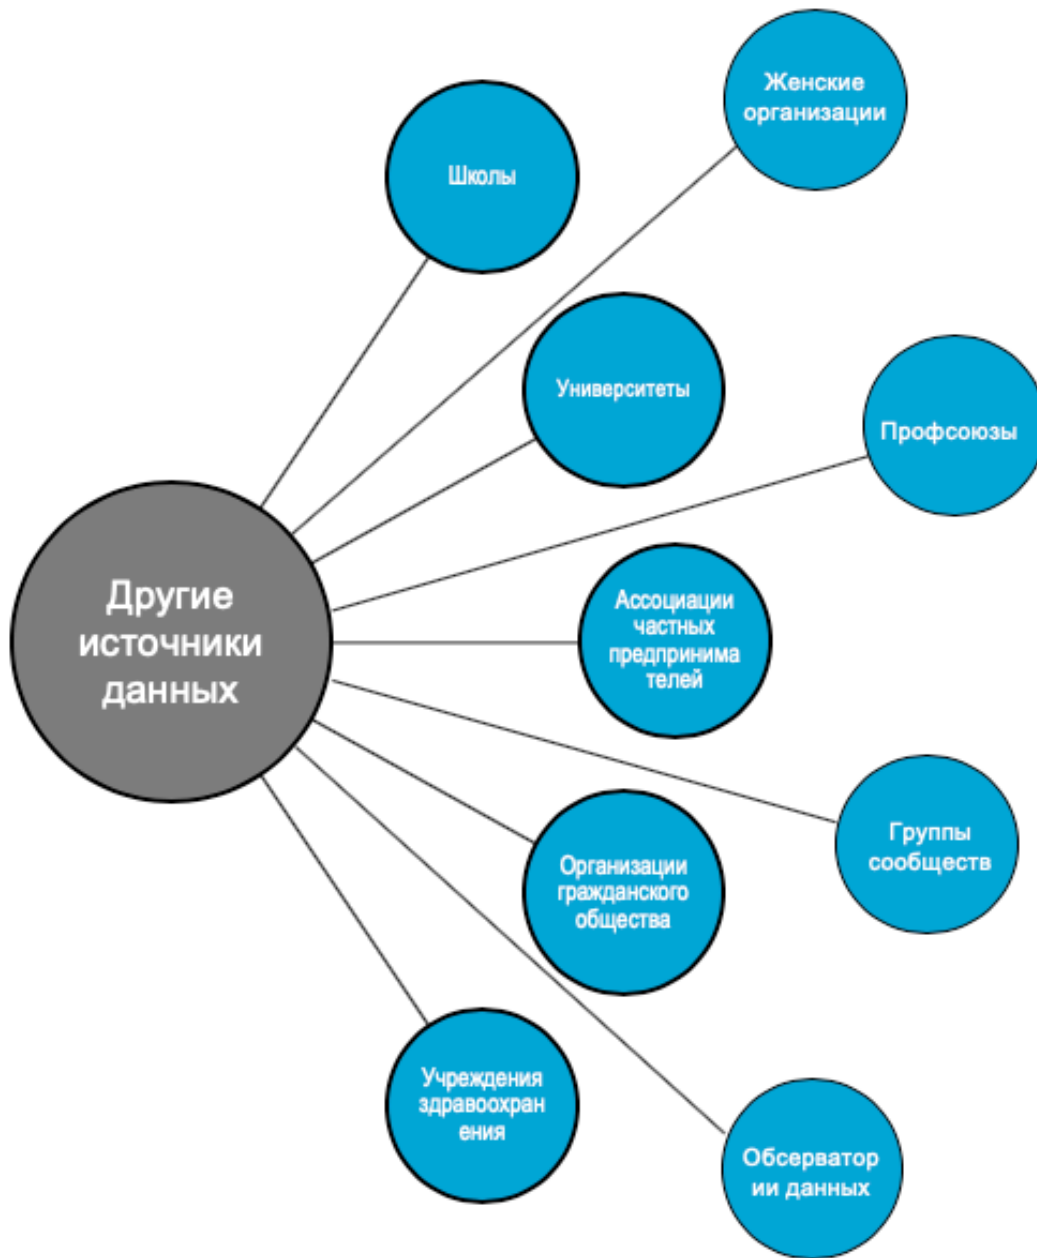 Женские
организации
Школы
Университеты
Профсоюзы
Другие
источники
данных
Ассоциации
частных
предпринима
телей
Группы
сообществ
Организации
гражданского
общества
Учреждения
здравоохран
ения
Обсерватор
ии данных